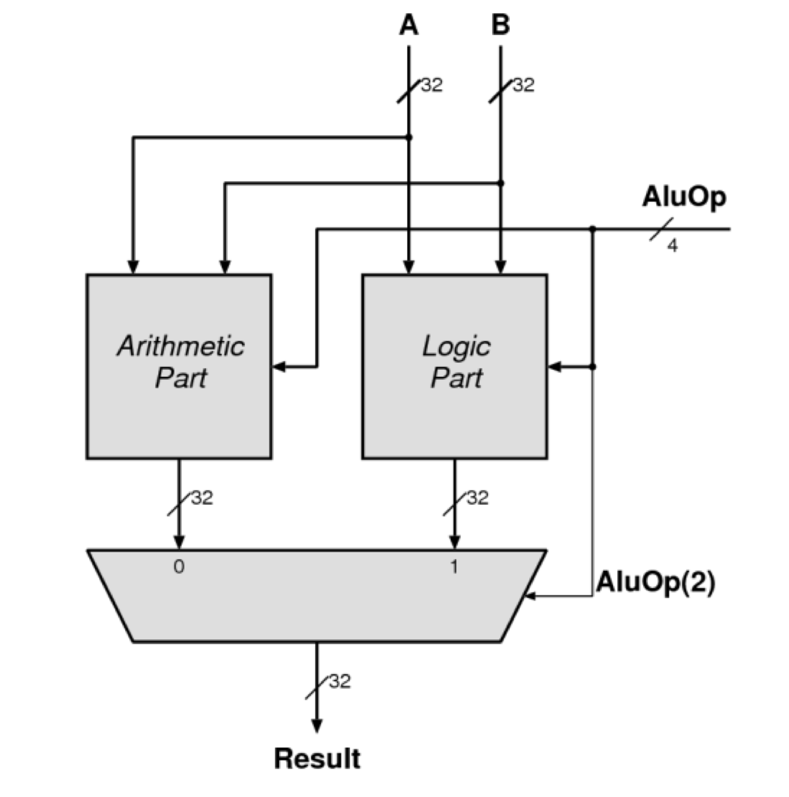 A B
32 32
AluOp
4
Arithmetic
Part
Logic
Part
32 32
0 1
AluOp(2)
32
Result